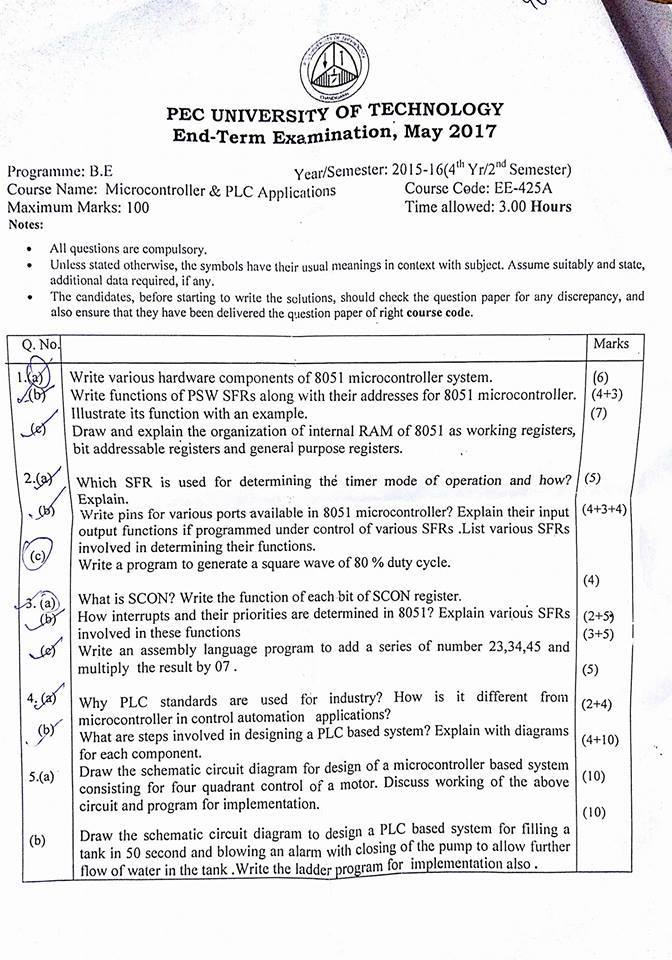 PEC UNIVERSITY OF TECHNOLOGY
End-Term Examination, May 2017
Programme: B.E Year/Semester: 2015-16(4th Yr/2nd Semester)
Course Name: Microcontroller & PLC Applications Course Code: EE-425A
Maximum Marks: 100 Time allowed: 3.00 Hours
Notes:
• All questions are compulsory.
• Unless stated otherwise, the symbols have their usual meanings in context with subject. Assume suitably and state,
additional data required, if any.
• The candidates, before starting to write the solutions, should check the question paper for any discrepancy, and
also ensure that they have been delivered the question paper of right course code.
Q. No. Marks
1.(a) Write various hardware components of 8051 microcontroller system. (6)
(b) Write functions of PSW SFRs along with their addresses for 8051 microcontroller. (4+3)
Illustrate its function with an example. (7)
(c) Draw and explain the organization of internal RAM of 8051 as working registers,
bit addressable registers and general purpose registers.
2.(a) Which SFR is used for determining the timer mode of operation and how? (5)
Explain.
(b) Write pins for various ports available in 8051 microcontroller? Explain their input (4+3+4)
output functions if programmed under control of various SFRs .List various SFRs
involved in determining their functions.
(c) Write a program to generate a square wave of 80 % duty cycle.
(4)
3. (a) What is SCON? Write the function of each bit of SCON register.
(b) How interrupts and their priorities are determined in 8051? Explain various SFRs (2+5)
involved in these functions (3+5)
(c) Write an assembly language program to add a series of number 23,34,45 and
multiply the result by 07 . (5)
4. (a) Why PLC standards are used for industry? How is it different from (2+4)
microcontroller in control automation applications?
(b) What are steps involved in designing a PLC based system? Explain with diagrams (4+10)
for each component.
5.(a) Draw the schematic circuit diagram for design of a microcontroller based system (10)
consisting for four quadrant control of a motor. Discuss working of the above
circuit and program for implementation.
(10)
(b) Draw the schematic circuit diagram to design a PLC based system for filling a
tank in 50 second and blowing an alarm with closing of the pump to allow further
flow of water in the tank .Write the ladder program for implementation also .